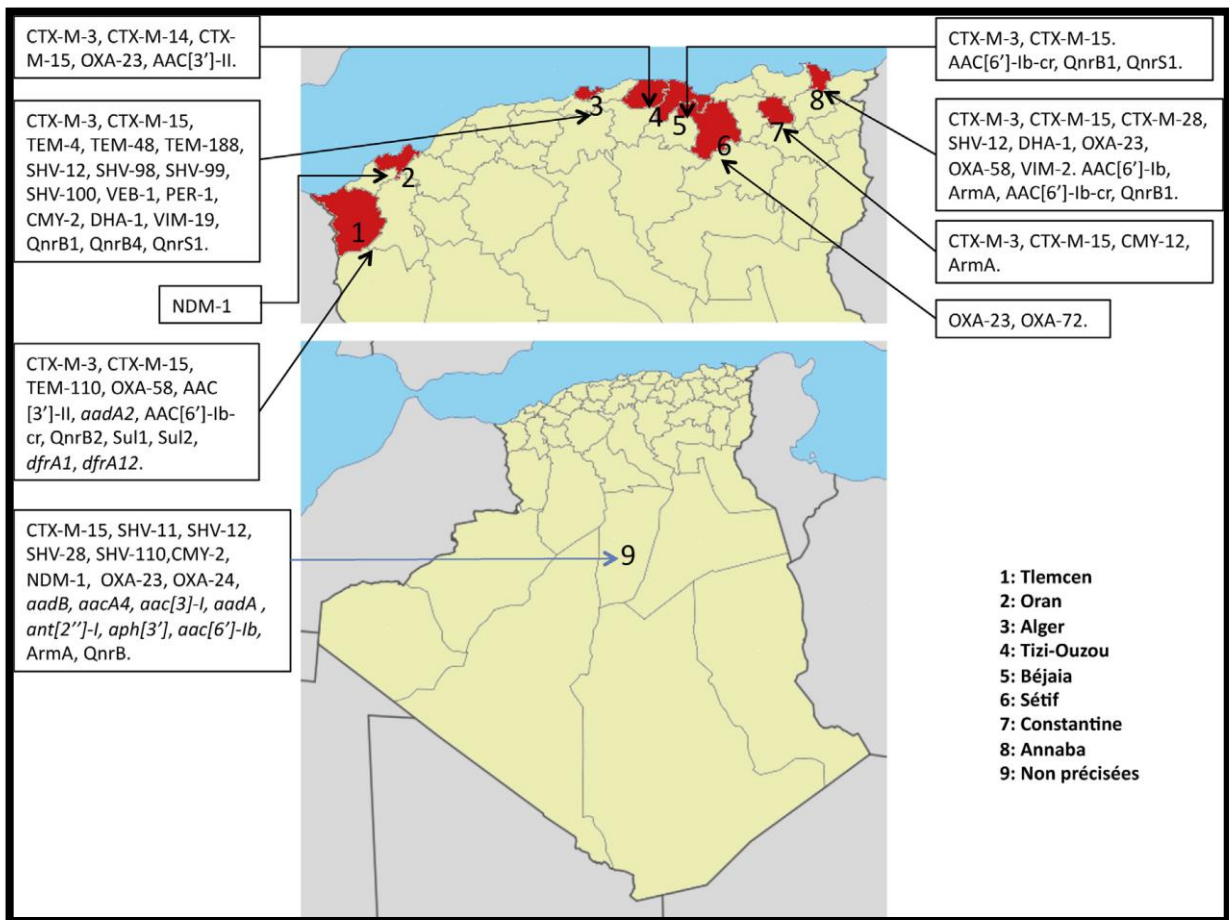 CTX-M-3, CTX-M-14, CTX-
M-15, OXA-23, AAC[3’]-II.
CTX-M-3, CTX-M-15,
TEM-4, TEM-48, TEM-188,
SHV-12, SHV-98, SHV-99,
SHV-100, VEB-1, PER-1,
CMY-2, DHA-1, VIM-19,
QnrB1, QnrB4, QnrS1.
NDM-1
CTX-M-3, CTX-M-15,
TEM-110, OXA-58, AAC
[3’]-II, aadA2, AAC[6’]-Ib-
cr, QnrB2, Sul1, Sul2,
dfrA1, dfrA12.
CTX-M-15, SHV-11, SHV-12,
SHV-28, SHV-110,CMY-2,
NDM-1, OXA-23, OXA-24,
aadB, aacA4, aac[3]-I, aadA ,
ant[2’’]-I, aph[3’], aac[6’]-Ib,
ArmA, QnrB.
1
2
3
4
5
6
7
8
9
CTX-M-3, CTX-M-15.
AAC[6’]-Ib-cr, QnrB1, QnrS1.
CTX-M-3, CTX-M-15, CTX-M-28,
SHV-12, DHA-1, OXA-23,
OXA-58, VIM-2. AAC[6’]-Ib,
ArmA, AAC[6’]-Ib-cr, QnrB1.
CTX-M-3, CTX-M-15, CMY-12,
ArmA.
OXA-23, OXA-72.
1: Tlemcen
2: Oran
3: Alger
4: Tizi-Ouzou
5: Béjaia
6: Sétif
7: Constantine
8: Annaba
9: Non précisées